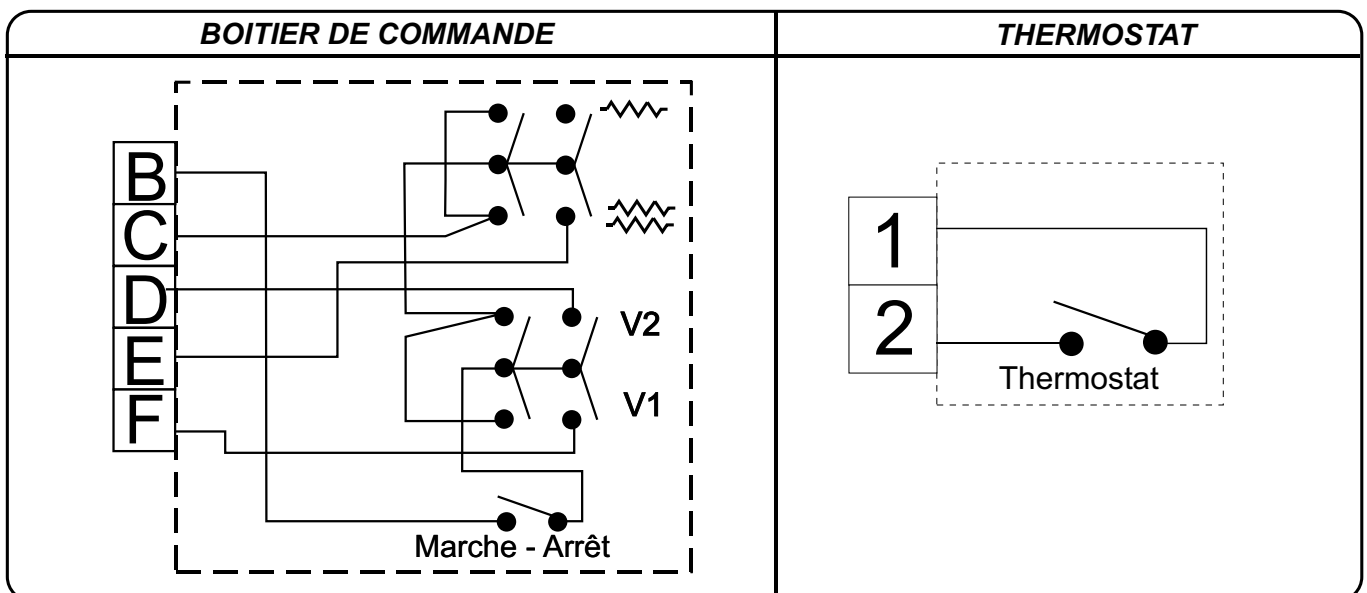 BOITIER DE COMMANDE
THERMOSTAT
B
C
D
E
F
V2
V1
Marche - Arrêt
1
2
Thermostat